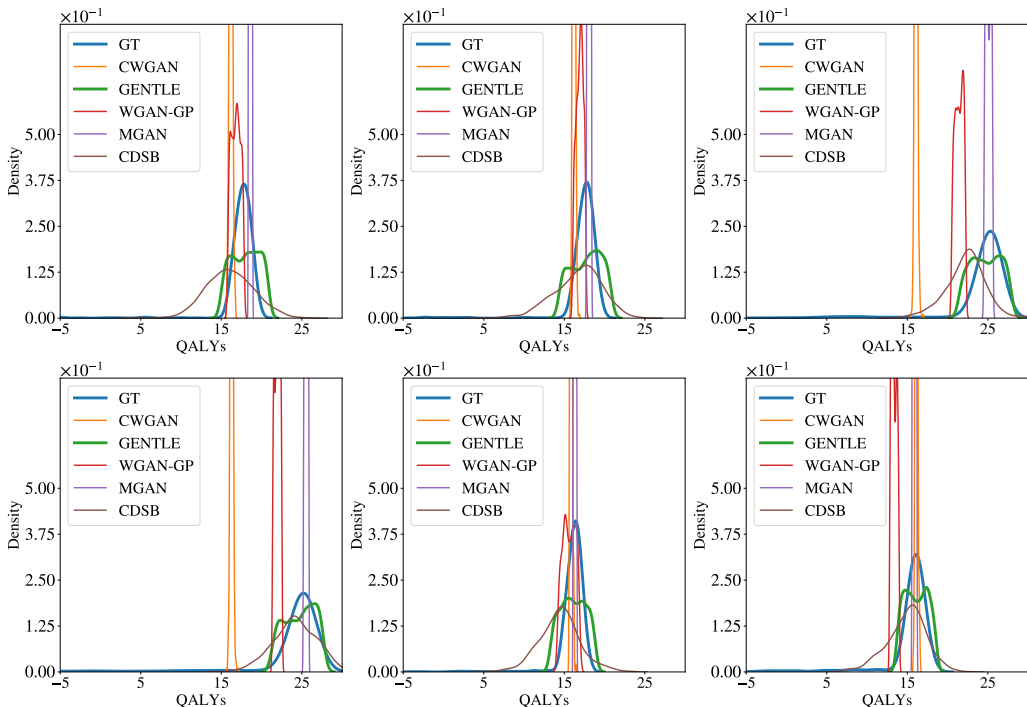 ×10⁻¹
GT
CWGAN
GENTLE
WGAN-GP
MGAN
CDSB
5.00
3.75
2.50
1.25
0.00
Density
−5
5
15
25
QALYs
×10⁻¹
GT
CWGAN
GENTLE
WGAN-GP
MGAN
CDSB
5.00
3.75
2.50
1.25
0.00
Density
−5
5
15
25
QALYs
×10⁻¹
GT
CWGAN
GENTLE
WGAN-GP
MGAN
CDSB
5.00
3.75
2.50
1.25
0.00
Density
−5
5
15
25
QALYs
×10⁻¹
GT
CWGAN
GENTLE
WGAN-GP
MGAN
CDSB
5.00
3.75
2.50
1.25
0.00
Density
−5
5
15
25
QALYs
×10⁻¹
GT
CWGAN
GENTLE
WGAN-GP
MGAN
CDSB
5.00
3.75
2.50
1.25
0.00
Density
−5
5
15
25
QALYs
×10⁻¹
GT
CWGAN
GENTLE
WGAN-GP
MGAN
CDSB
5.00
3.75
2.50
1.25
0.00
Density
−5
5
15
25
QALYs